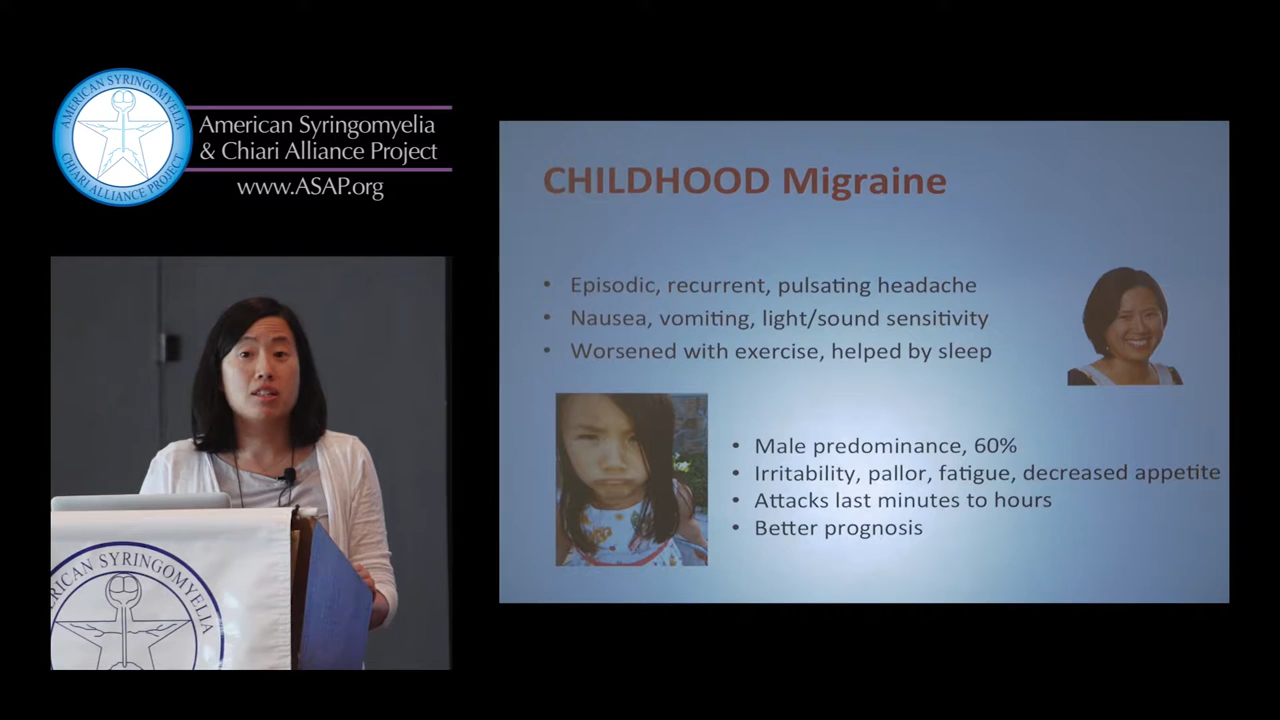 AMERICAN SYRINGOMYELIA
CHIARI ALLIANCE PROJECT
American Syringomyelia
& Chiari Alliance Project
www.ASAP.org
CHILDHOOD Migraine
• Episodic, recurrent, pulsating headache
• Nausea, vomiting, light/sound sensitivity
• Worsened with exercise, helped by sleep
• Male predominance, 60%
• Irritability, pallor, fatigue, decreased appetite
• Attacks last minutes to hours
• Better prognosis
RICAN SYRINGOMYELIA